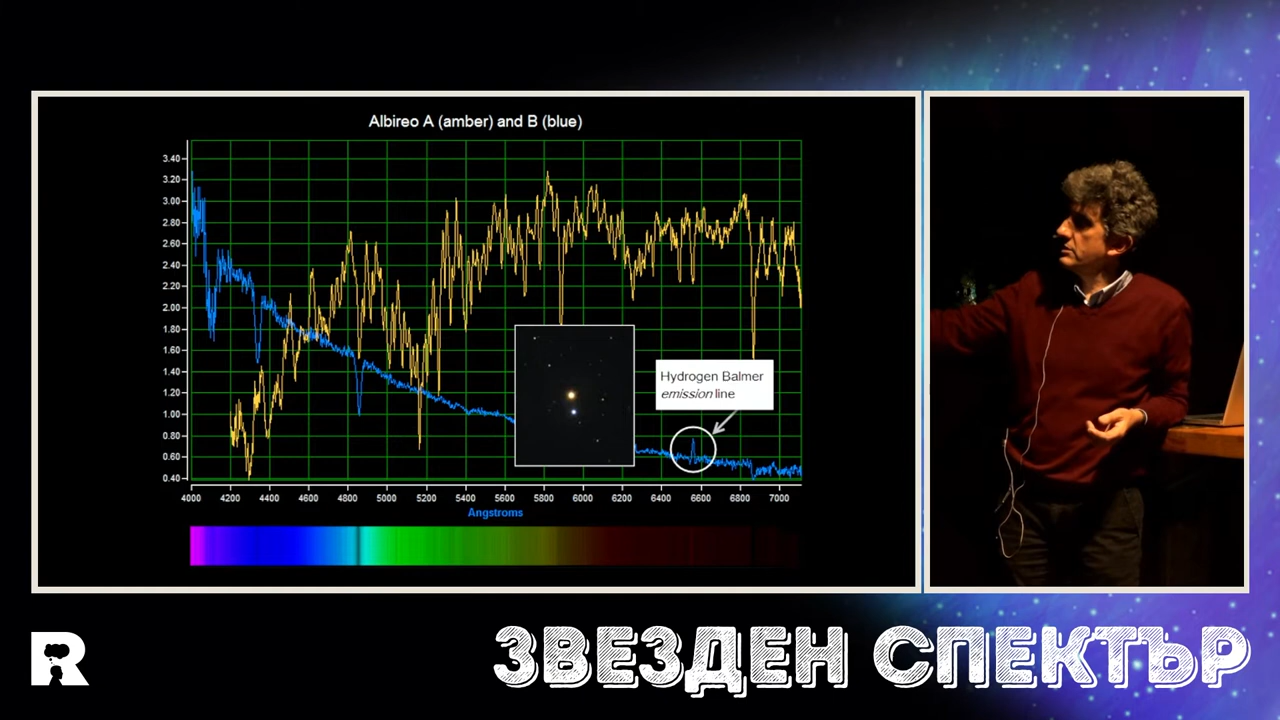 Albireo A (amber) and B (blue)
3.40
3.20
3.00
2.80
2.60
2.40
2.20
2.00
1.80
1.60
1.40
1.20
1.00
0.80
0.60
0.40
Hydrogen Balmer
emission line
4000 4200 4400 4600 4800 5000 5200 5400 5600 5800 6000 6200 6400 6600 6800 7000
Angstroms
R
ЗВЕЗДЕН СПЕКТЪР